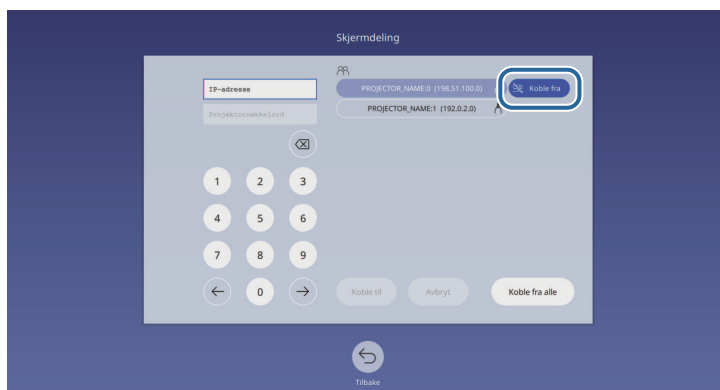 Skjermdeling
IP-adresse
Projektornøkkelord
PROJECTOR_NAME:0 (198.51.100.0)
Koble fra
PROJECTOR_NAME:1 (192.0.2.0)
1 2 3
4 5 6
7 8 9
0
Koble til
Avbryt
Koble fra alle
Tilbake